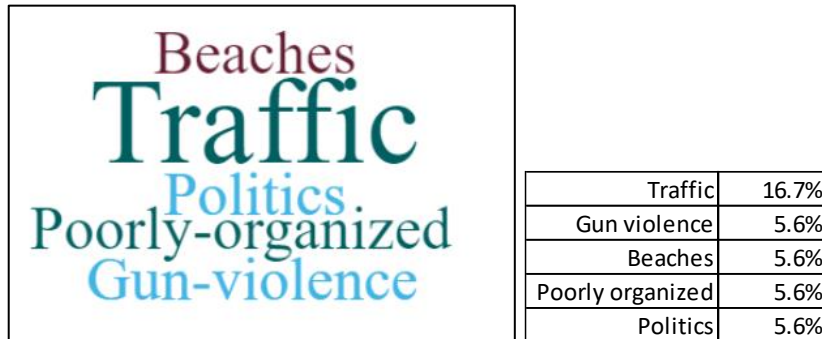 Beaches
Traffic
Politics
Poorly-organized
Gun-violence
Traffic 16.7%
Gun violence 5.6%
Beaches 5.6%
Poorly organized 5.6%
Politics 5.6%